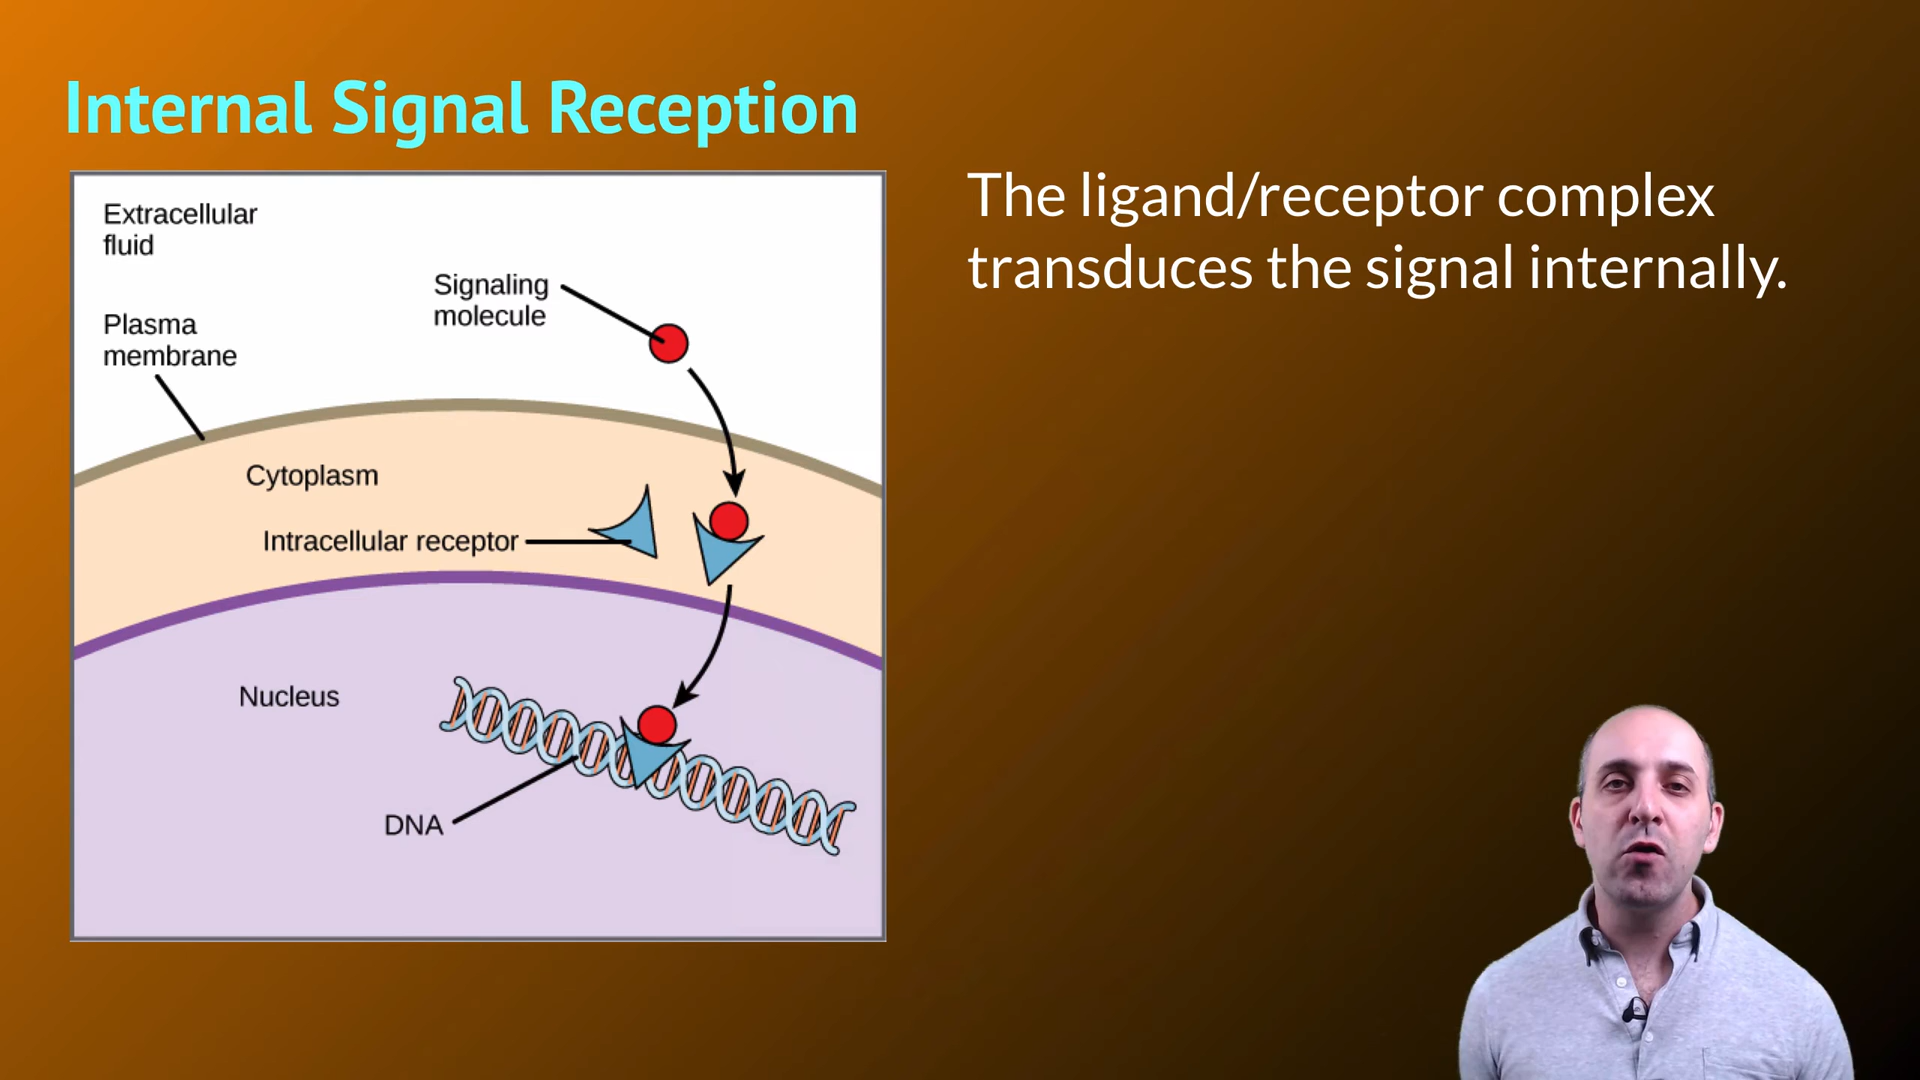 Internal Signal Reception
Extracellular
fluid
Signaling
molecule
Plasma
membrane
Cytoplasm
Intracellular receptor
Nucleus
DNA
The ligand/receptor complex
transduces the signal internally.